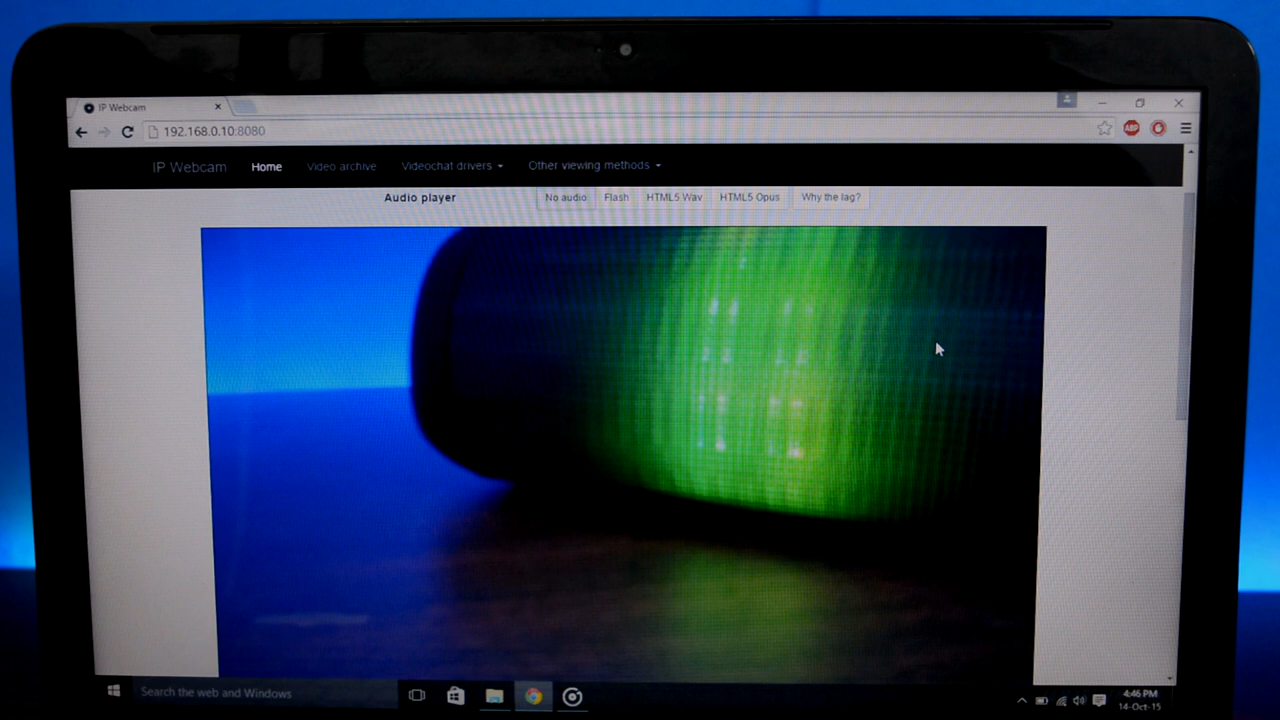 IP Webcam
192.168.0.10:8080
ABP
IP Webcam Home Video archive Videochat drivers Other viewing methods
Audio player No audio Flash HTML5 Wav HTML5 Opus Why the lag?
Search the web and Windows
4:46 PM
14-Oct-15